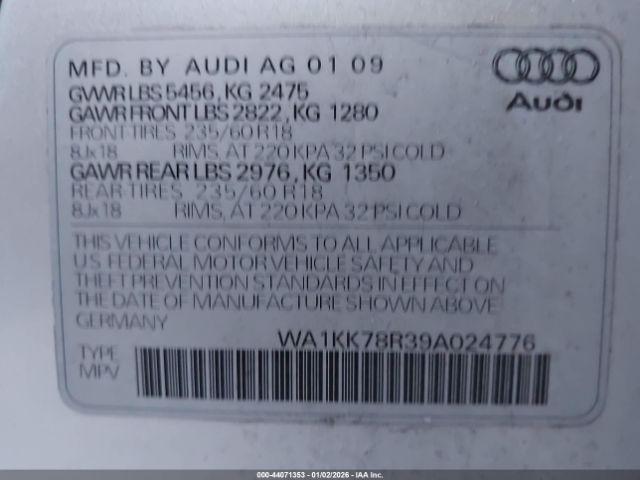 MFD. BY AUDI AG 01 09
GVWR LBS 5456, KG 2475
GAWR FRONT LBS 2822, KG 1280
FRONT TIRES 235/60 R18
8Jx18 RIMS, AT 220 KPA 32 PSI COLD
GAWR REAR LBS 2976, KG 1350
REAR TIRES 235/60 R18
8Jx18 RIMS, AT 220 KPA 32 PSI COLD
Audi
THIS VEHICLE CONFORMS TO ALL APPLICABLE
US FEDERAL MOTOR VEHICLE SAFETY AND
THEFT PREVENTION STANDARDS IN EFFECT ON
THE DATE OF MANUFACTURE SHOWN ABOVE
GERMANY
WA1KK78R39A024776
TYPE
MPV
000-44071353 - 01/02/2026 - IAAHC.CA